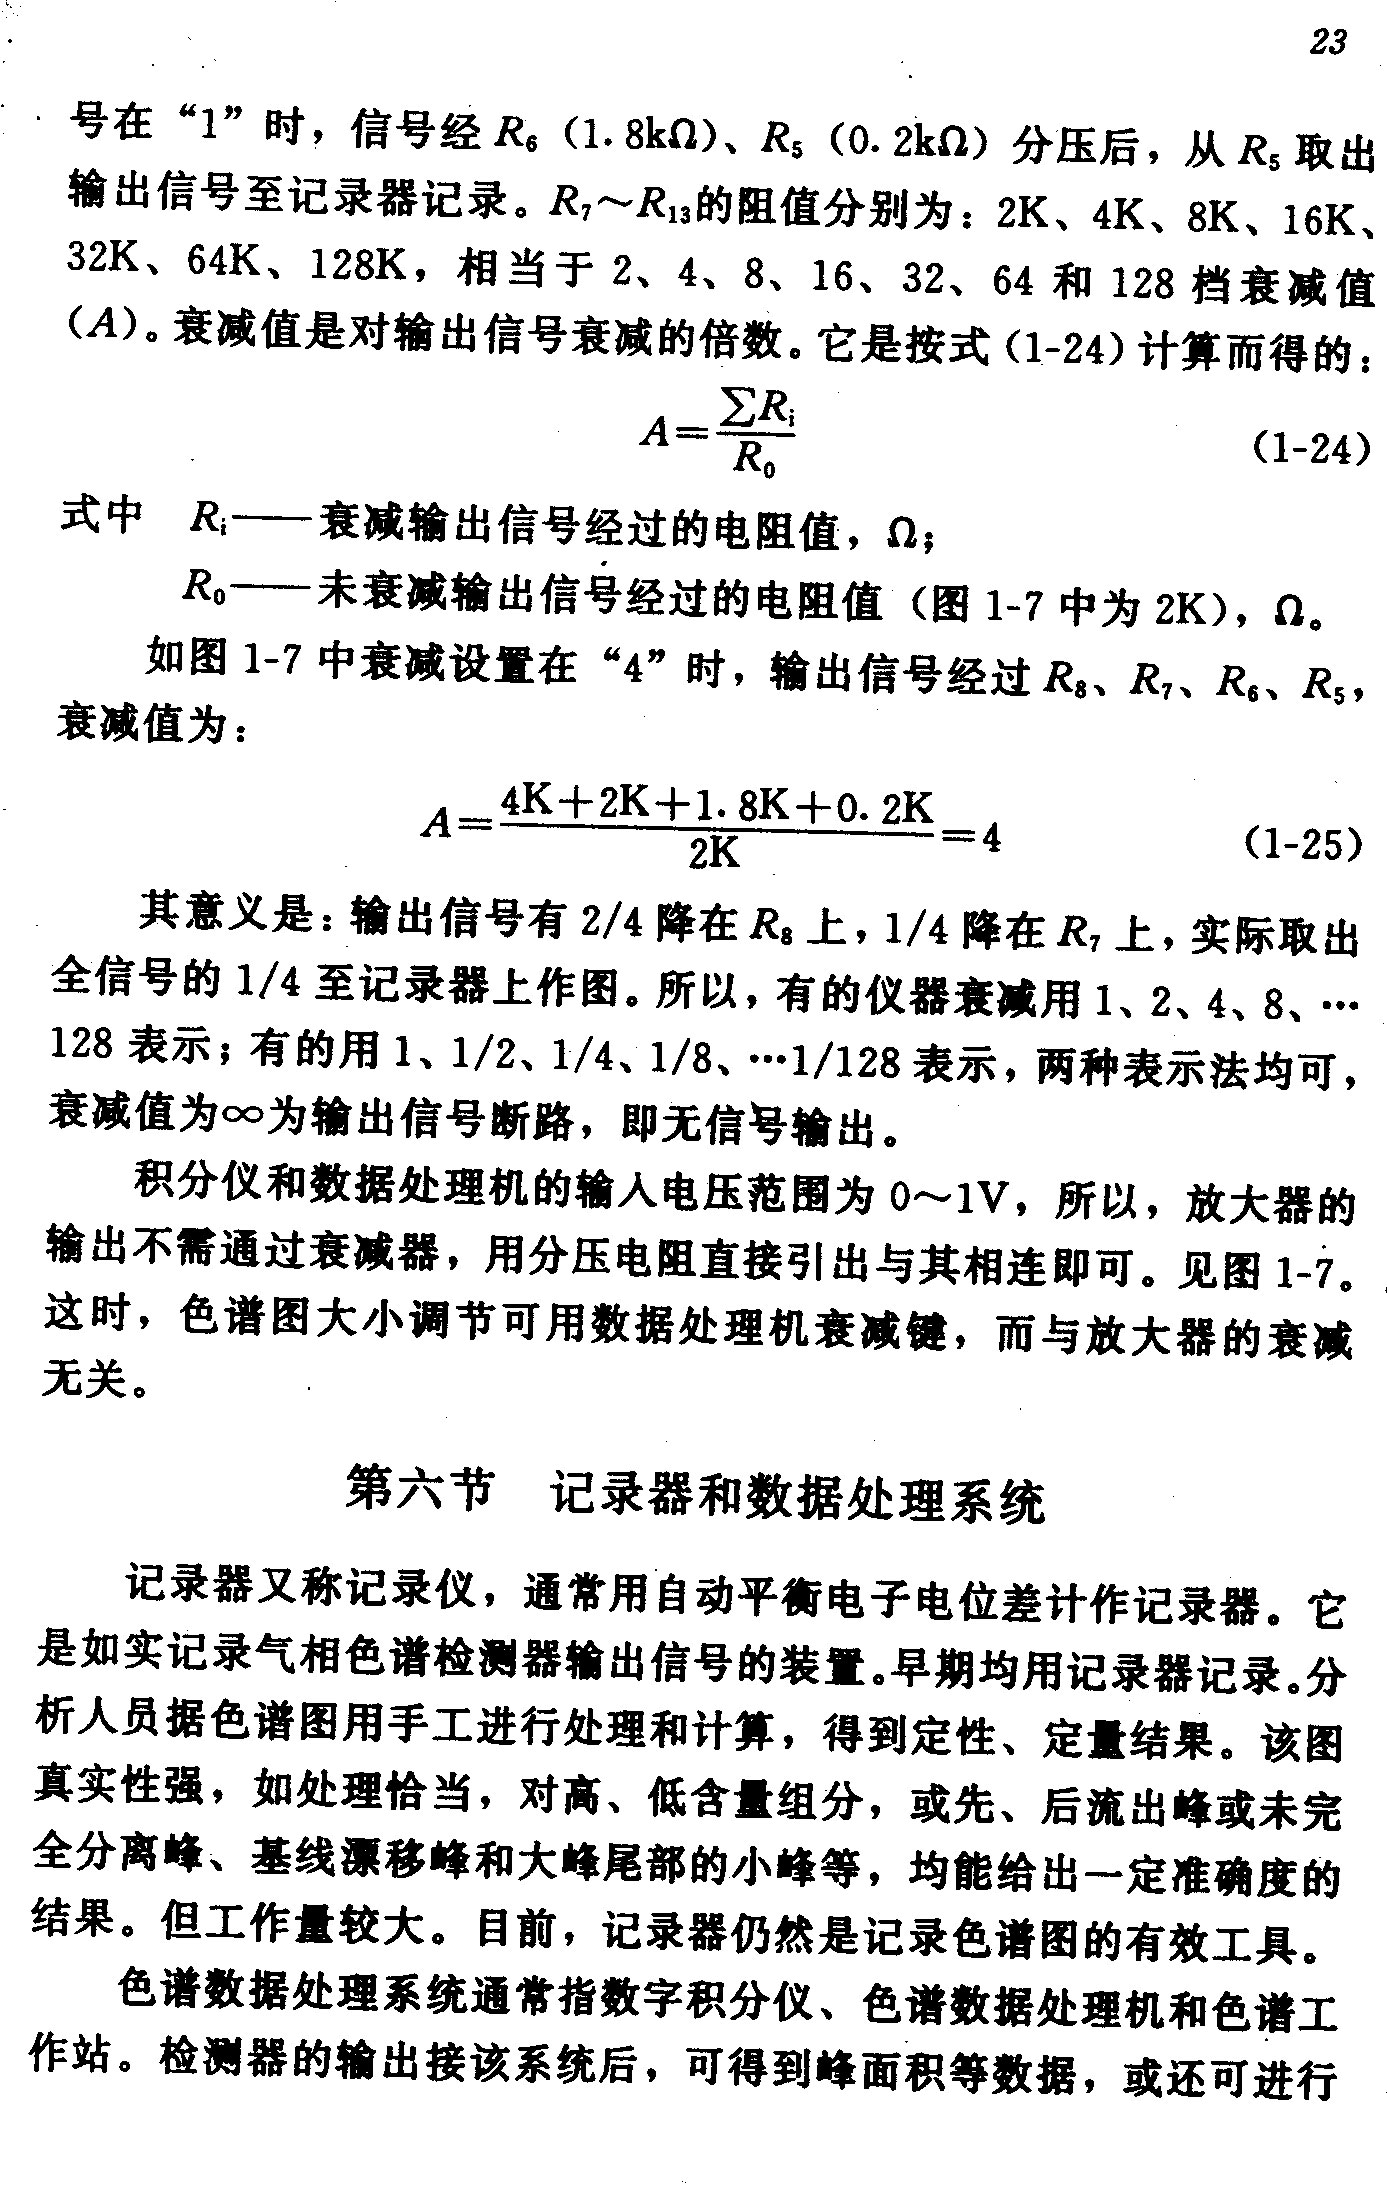 23
号在“1”时，信号经 R₆（1.8kΩ）、R₅（0.2kΩ）分压后，从 R₅ 取出
输出信号至记录器记录。R₇～R₁₃的阻值分别为：2K、4K、8K、16K、
32K、64K、128K，相当于 2、4、8、16、32、64 和 128 档衰减值
（A）。衰减值是对输出信号衰减的倍数。它是按式（1-24）计算而得的：
A=∑Rᵢ/R₀ （1-24）
式中 Rᵢ——衰减输出信号经过的电阻值，Ω；
R₀——未衰减输出信号经过的电阻值（图 1-7 中为 2K），Ω。
如图 1-7 中衰减设置在“4”时，输出信号经过 R₈、R₇、R₆、R₅，
衰减值为：
A=(4K+2K+1.8K+0.2K)/2K=4 （1-25）
其意义是：输出信号有 2/4 降在 R₈ 上，1/4 降在 R₇ 上，实际取出
全信号的 1/4 至记录器上作图。所以，有的仪器衰减用 1、2、4、8、…
128 表示；有的用 1、1/2、1/4、1/8、…1/128 表示，两种表示法均可，
衰减值为∞为输出信号断路，即无信号输出。
积分仪和数据处理机的输入电压范围为 0～1V，所以，放大器的
输出不需通过衰减器，用分压电阻直接引出与其相连即可。见图 1-7。
这时，色谱图大小调节可用数据处理机衰减键，而与放大器的衰减
无关。
第六节 记录器和数据处理系统
记录器又称记录仪，通常用自动平衡电子电位差计作记录器。它
是如实记录气相色谱检测器输出信号的装置。早期均用记录器记录。分
析人员据色谱图用手工进行处理和计算，得到定性、定量结果。该图
真实性强，如处理恰当，对高、低含量组分，或先、后流出峰或未完
全分离峰、基线漂移峰和大峰尾部的小峰等，均能给出一定准确度的
结果。但工作量较大。目前，记录器仍然是记录色谱图的有效工具。
色谱数据处理系统通常指数字积分仪、色谱数据处理机和色谱工
作站。检测器的输出接该系统后，可得到峰面积等数据，或还可进行